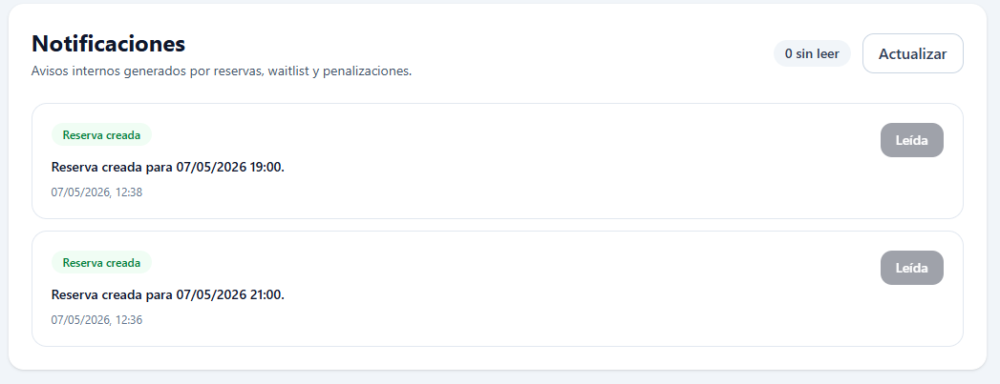 Notificaciones
Avisos internos generados por reservas, waitlist y penalizaciones.
0 sin leer
Actualizar
Reserva creada
Leída
Reserva creada para 07/05/2026 19:00.
07/05/2026, 12:38
Reserva creada
Leída
Reserva creada para 07/05/2026 21:00.
07/05/2026, 12:36